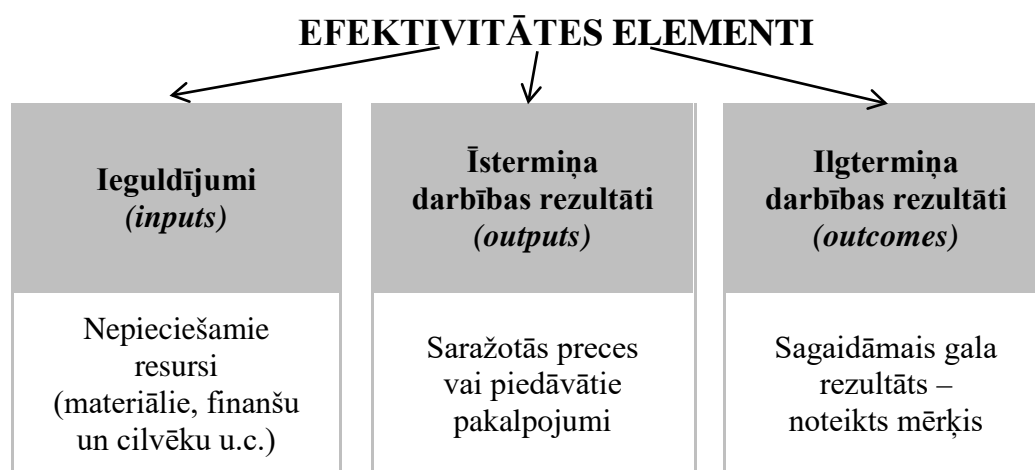 EFEKTIVITĀTES ELEMENTI
Ieguldījumi
(inputs)
Nepieciešamie
resursi
(materiālie, finanšu
un cilvēku u.c.)
Īstermiņa
darbības rezultāti
(outputs)
Saražotās preces
vai piedāvātie
pakalpojumi
Ilgtermiņa
darbības rezultāti
(outcomes)
Sagaidāmais gala
rezultāts –
noteikts mērķis